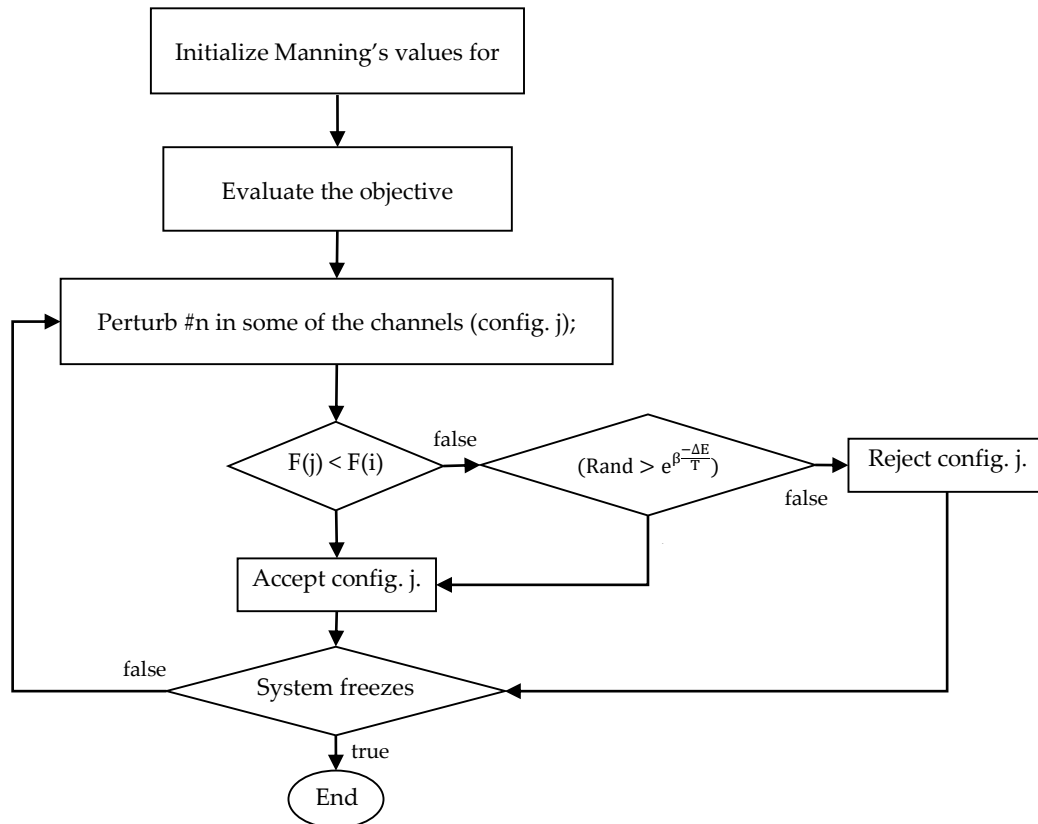 Initialize Manning’s values for
Evaluate the objective
Perturb #n in some of the channels (config. j);
F(j) < F(i)
false
(Rand > e^{β\frac{−ΔE}{T}})
false
Reject config. j.
Accept config. j.
false
System freezes
true
End